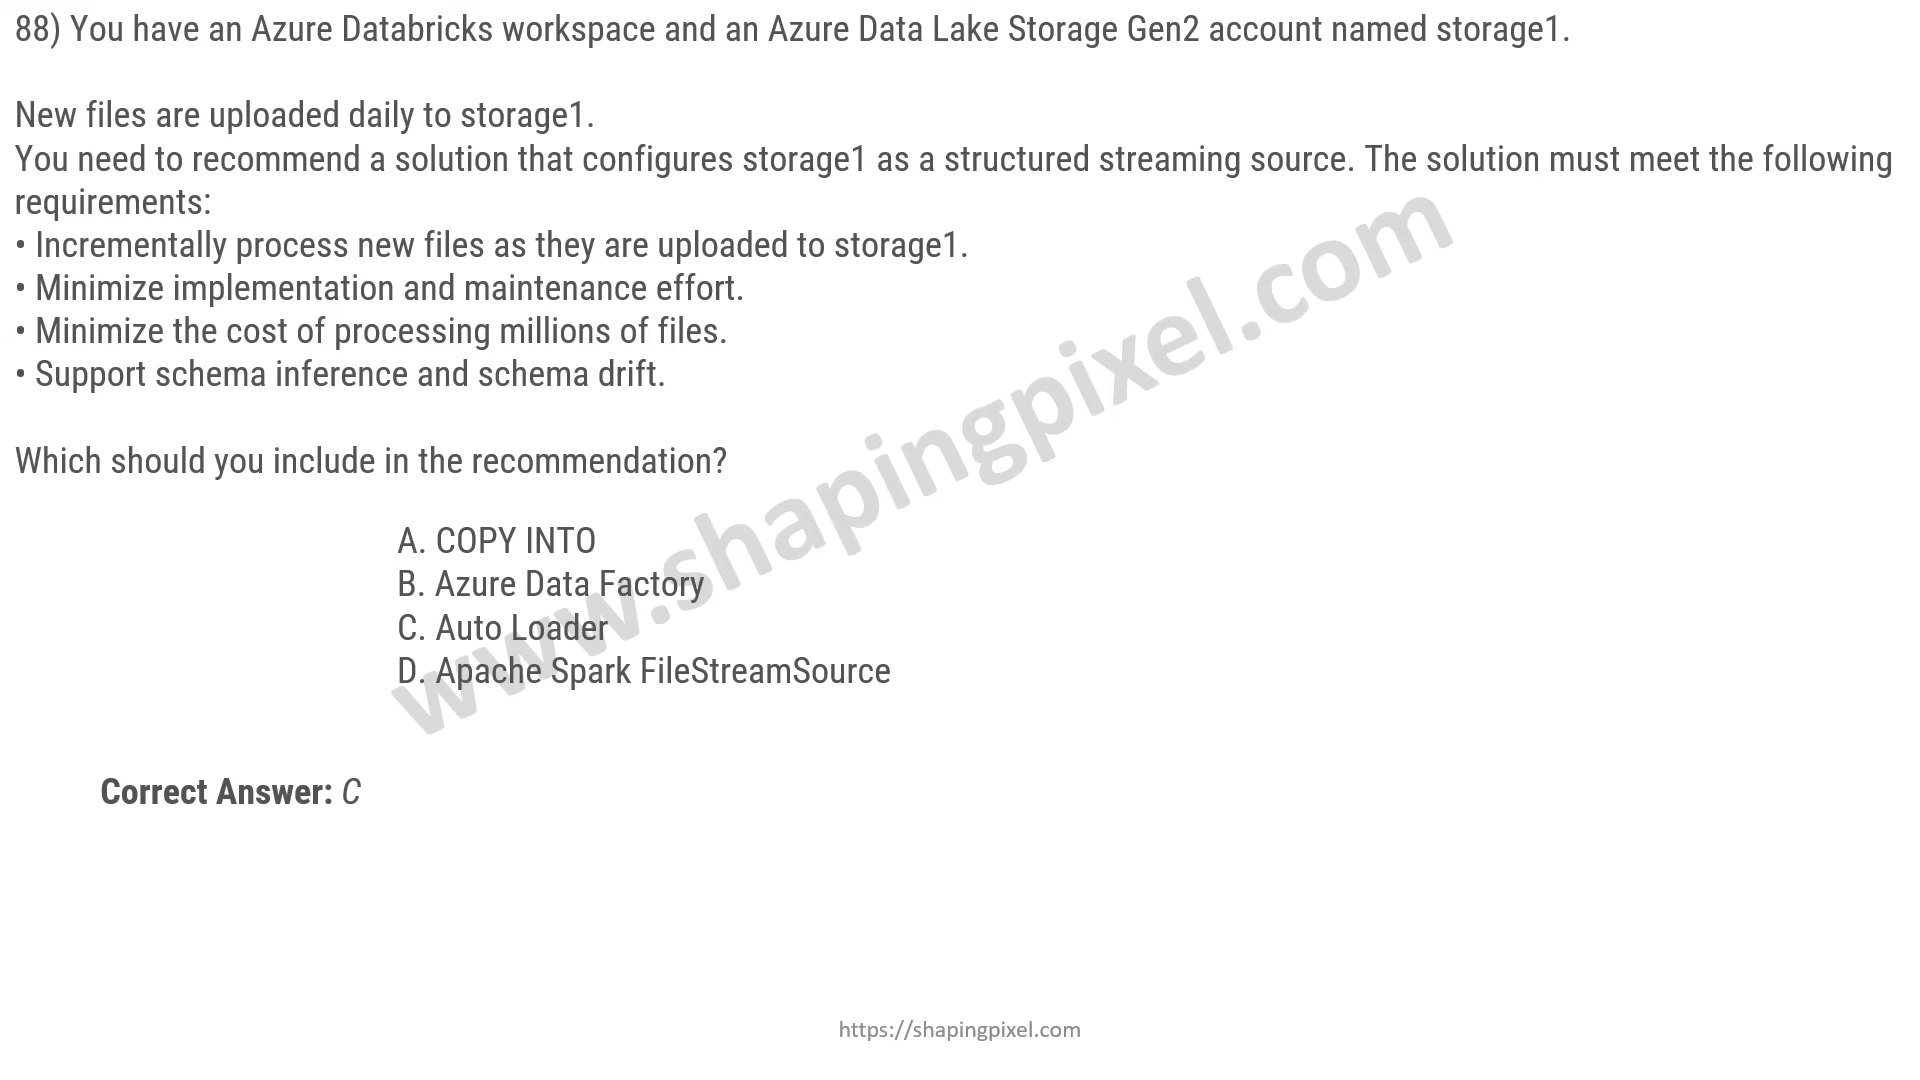 88) You have an Azure Databricks workspace and an Azure Data Lake Storage Gen2 account named storage1.
New files are uploaded daily to storage1.
You need to recommend a solution that configures storage1 as a structured streaming source. The solution must meet the following
requirements:
• Incrementally process new files as they are uploaded to storage1.
• Minimize implementation and maintenance effort.
• Minimize the cost of processing millions of files.
• Support schema inference and schema drift.
Which should you include in the recommendation?
A. COPY INTO
B. Azure Data Factory
C. Auto Loader
D. Apache Spark FileStreamSource
www.shapingpixel.com
Correct Answer: C
https://shapingpixel.com